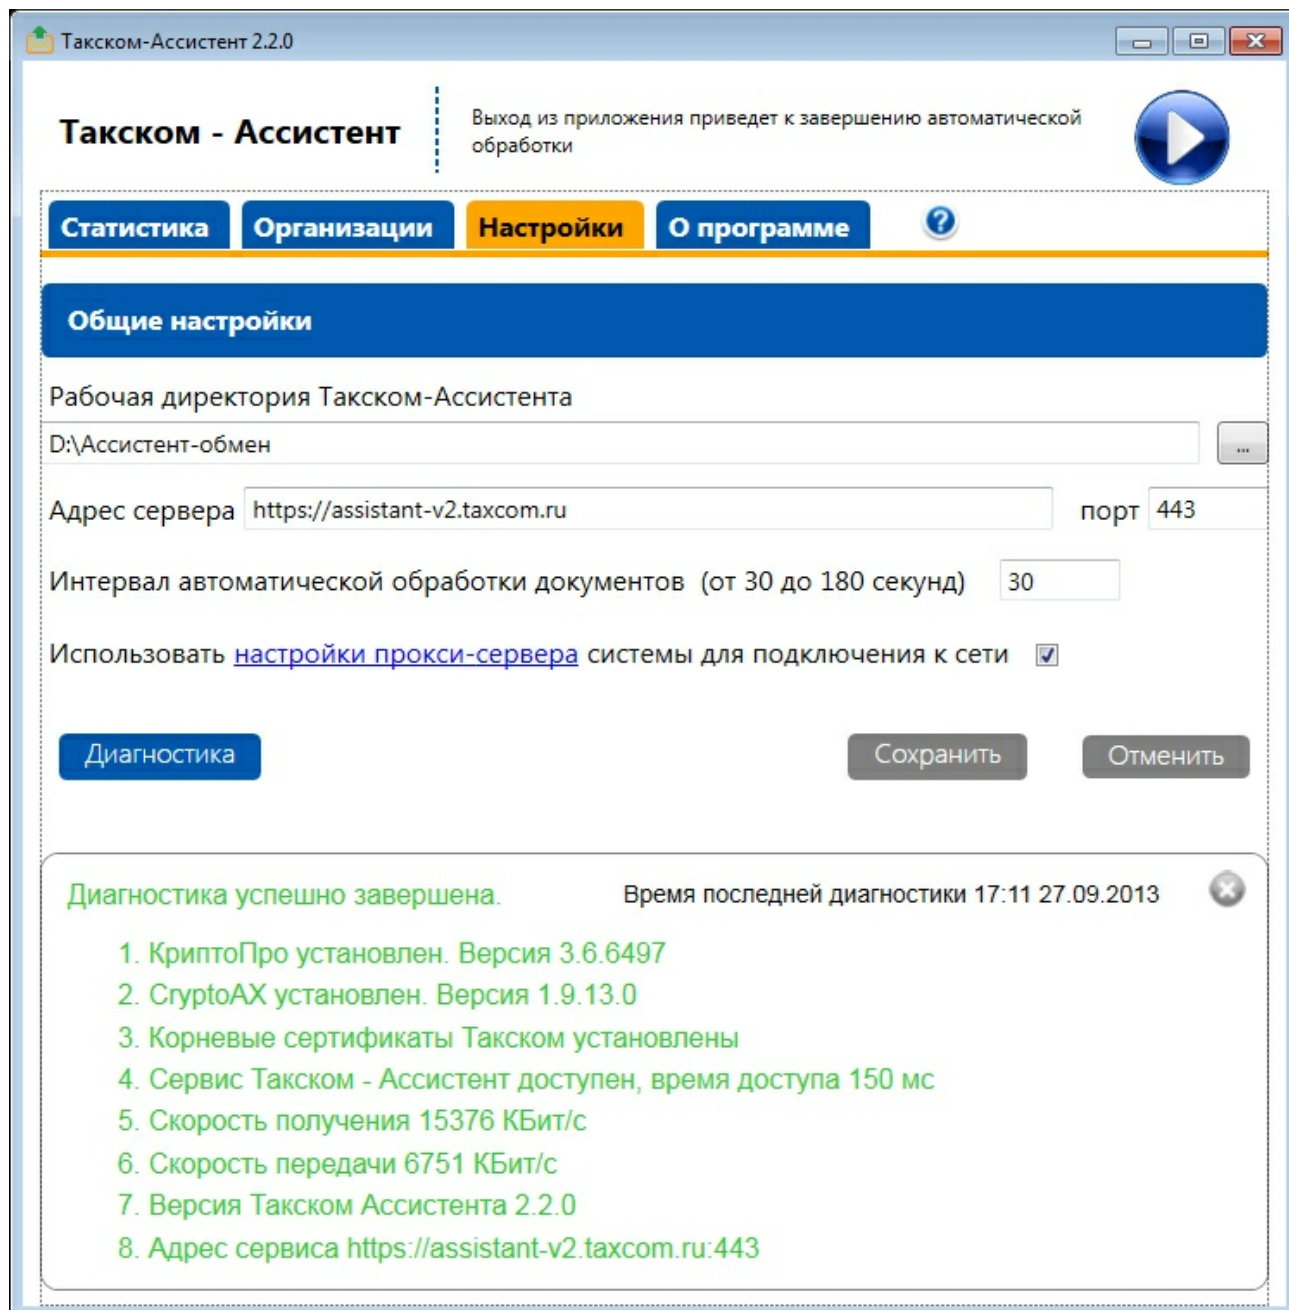 Такском-Ассистент 2.2.0
Такском - Ассистент
Выход из приложения приведет к завершению автоматической
обработки
Статистика Организации Настройки О программе ?
Общие настройки
Рабочая директория Такском-Ассистента
D:\Ассистент-обмен ...
Адрес сервера https://assistant-v2.taxcom.ru порт 443
Интервал автоматической обработки документов (от 30 до 180 секунд) 30
Использовать настройки прокси-сервера системы для подключения к сети
Диагностика Сохранить Отменить
Диагностика успешно завершена. Время последней диагностики 17:11 27.09.2013
1. КриптоПро установлен. Версия 3.6.6497
2. CryptoAX установлен. Версия 1.9.13.0
3. Корневые сертификаты Такском установлены
4. Сервис Такском - Ассистент доступен, время доступа 150 мс
5. Скорость получения 15376 КБит/с
6. Скорость передачи 6751 КБит/с
7. Версия Такском Ассистента 2.2.0
8. Адрес сервиса https://assistant-v2.taxcom.ru:443